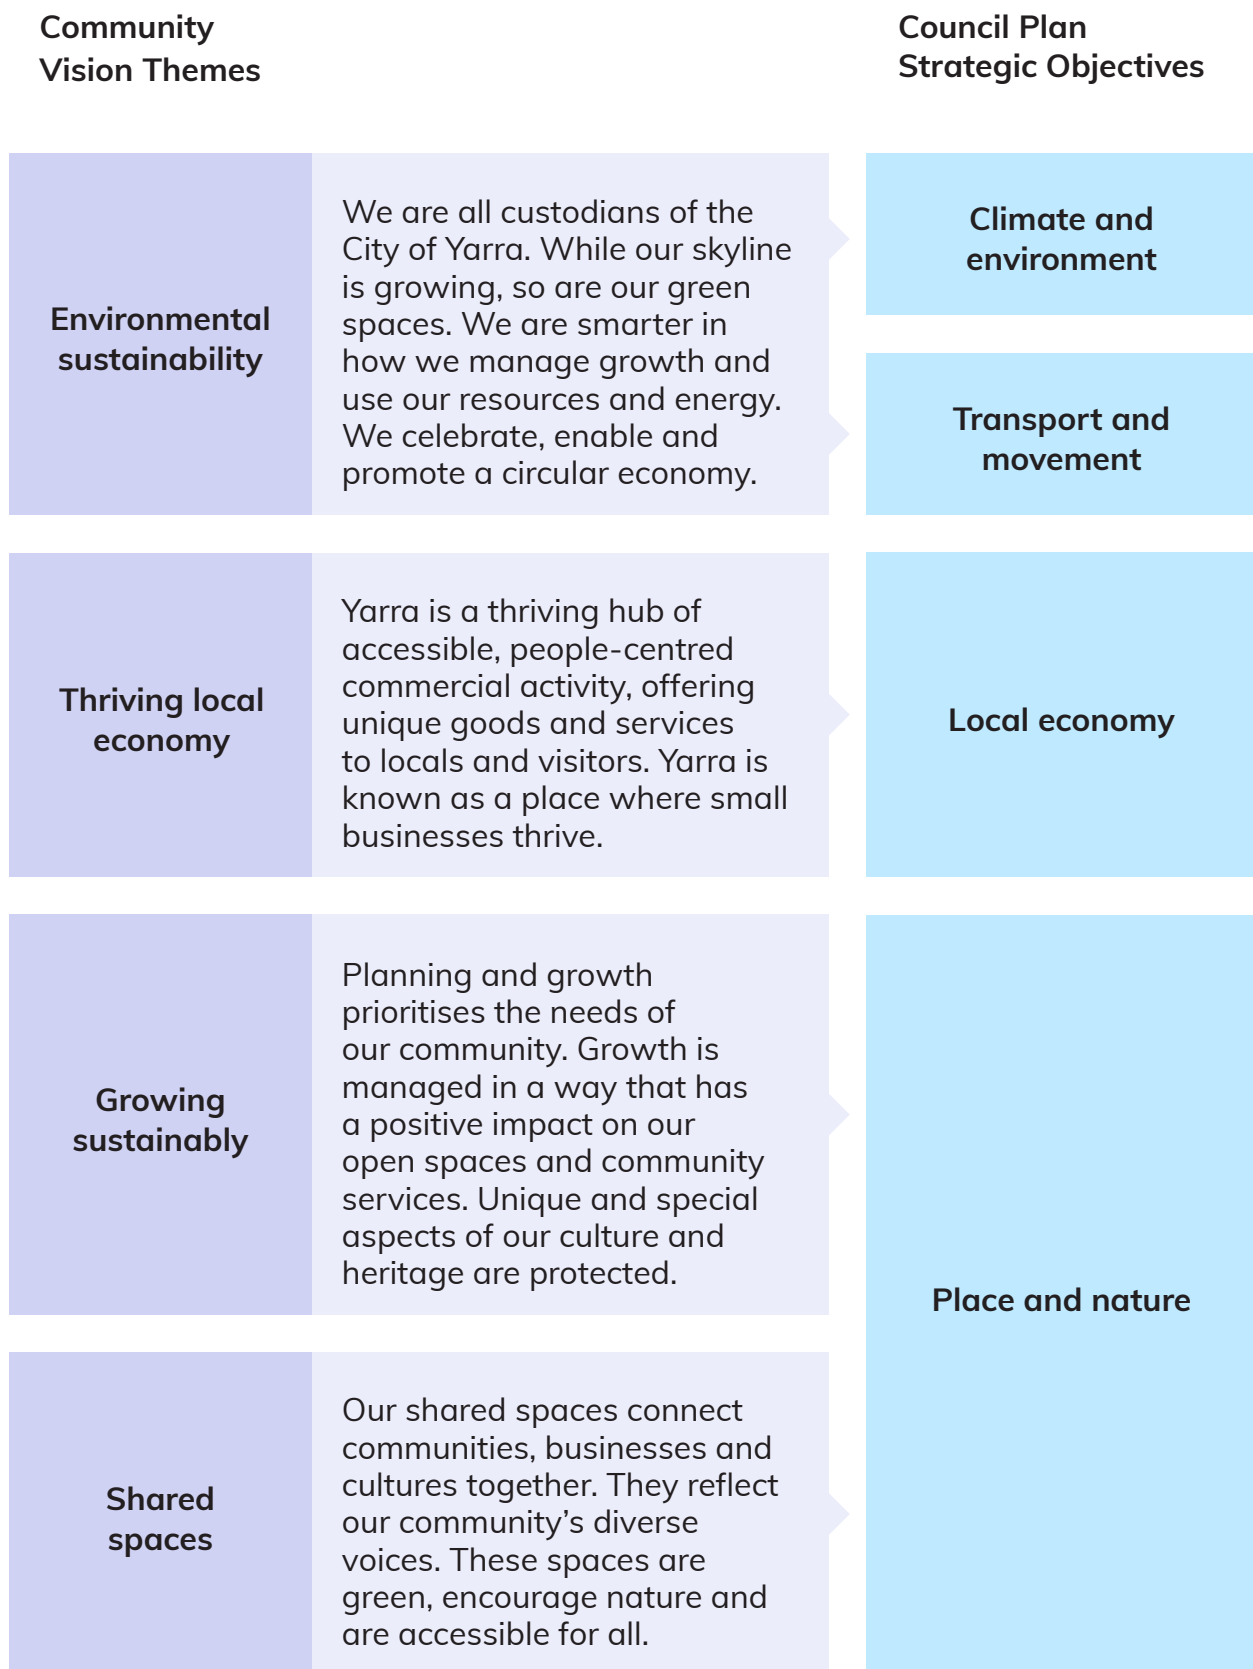 Community
Vision Themes
Council Plan
Strategic Objectives
Environmental
sustainability
We are all custodians of the
City of Yarra. While our skyline
is growing, so are our green
spaces. We are smarter in
how we manage growth and
use our resources and energy.
We celebrate, enable and
promote a circular economy.
Climate and
environment
Transport and
movement
Thriving local
economy
Yarra is a thriving hub of
accessible, people-centred
commercial activity, offering
unique goods and services
to locals and visitors. Yarra is
known as a place where small
businesses thrive.
Local economy
Growing
sustainably
Planning and growth
prioritises the needs of
our community. Growth is
managed in a way that has
a positive impact on our
open spaces and community
services. Unique and special
aspects of our culture and
heritage are protected.
Place and nature
Shared
spaces
Our shared spaces connect
communities, businesses and
cultures together. They reflect
our community’s diverse
voices. These spaces are
green, encourage nature and
are accessible for all.